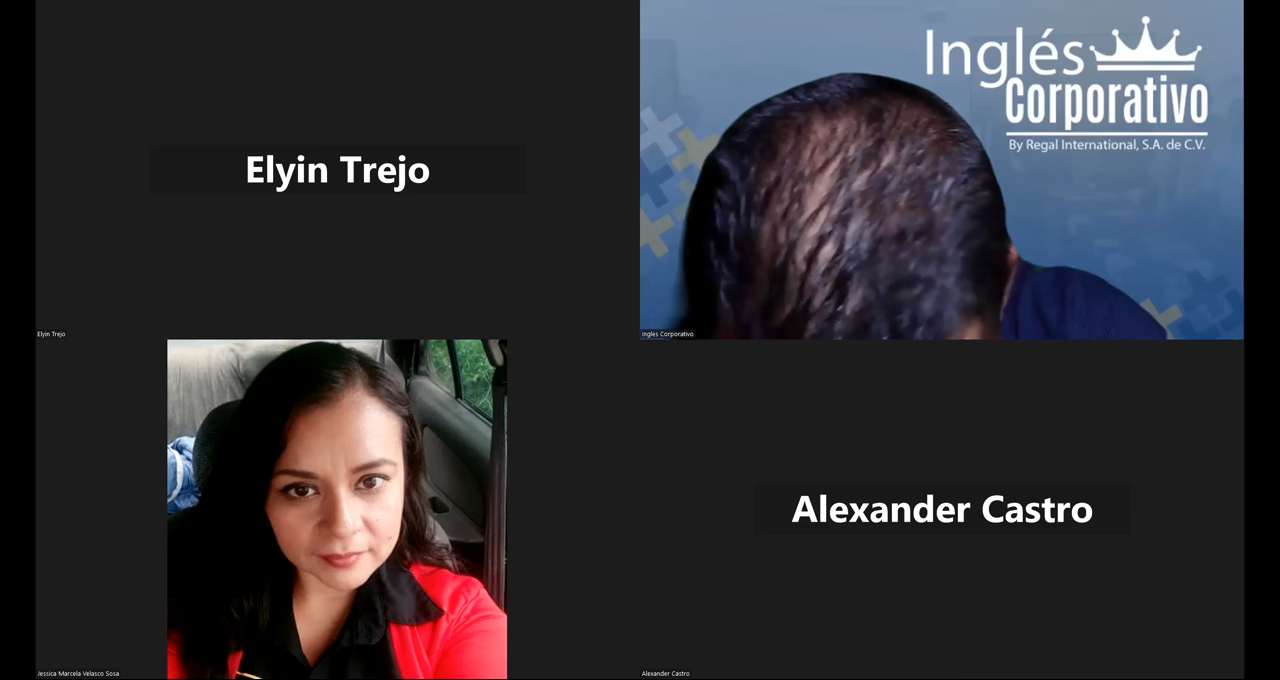 Elyin Trejo
Elyin Trejo
Inglés
Corporativo
By Regal International, S.A. de C.V.
Ingles Corporativo
Alexander Castro
Jessica Marcela Velasco Sosa
Alexander Castro